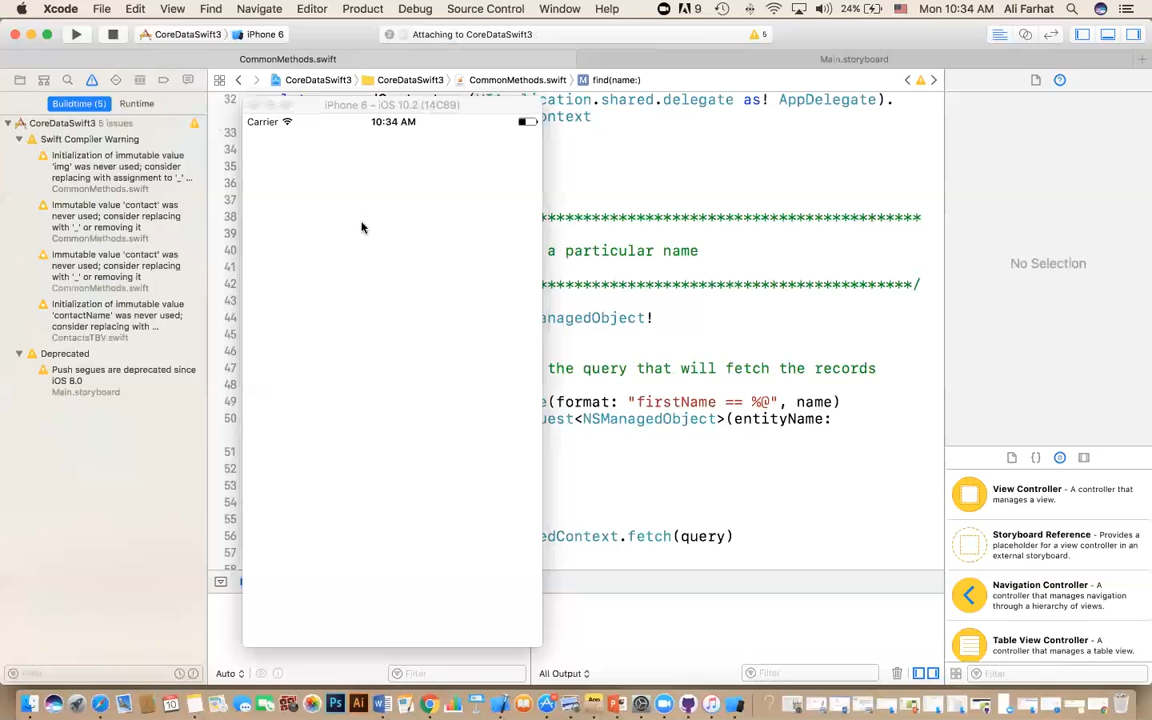 Xcode File Edit View Find Navigate Editor Product Debug Source Control Window Help 9 24% Mon 10:34 AM Ali Farhat
CoreDataSwift3 iPhone 6 Attaching to CoreDataSwift3 5
CommonMethods.swift Main.storyboard
CoreDataSwift3 CoreDataSwift3 CommonMethods.swift M find(name:)
Buildtime (5) Runtime
CoreDataSwift3 5 issues
Swift Compiler Warning
Initialization of immutable value
'img' was never used; consider
replacing with assignment to '_' ...
CommonMethods.swift
Immutable value 'contact' was
never used; consider replacing
with '_' or removing it
CommonMethods.swift
Immutable value 'contact' was
never used; consider replacing
with '_' or removing it
CommonMethods.swift
Initialization of immutable value
'contactName' was never used;
consider replacing with ...
ContactsTBV.swift
Deprecated
Push segues are deprecated since
iOS 8.0
Main.storyboard
iPhone 6 – iOS 10.2 (14C89)
Carrier 10:34 AM
32 ication.shared.delegate as! AppDelegate).
ontext
33
34
35
36
37
38 *******************************************
39
40 a particular name
41
42 ******************************************/
43
44 anagedObject!
45
46
47 the query that will fetch the records
48
49 e(format: "firstName == %@", name)
50 uest<NSManagedObject>(entityName:
51
52
53
54
55
56 edContext.fetch(query)
57
58
Filter
Auto Filter All Output Filter
No Selection
View Controller - A controller that
manages a view.
Storyboard Reference - Provides a
placeholder for a view controller in an
external storyboard.
Navigation Controller - A
controller that manages navigation
through a hierarchy of views.
Table View Controller - A
controller that manages a table view.
Filter